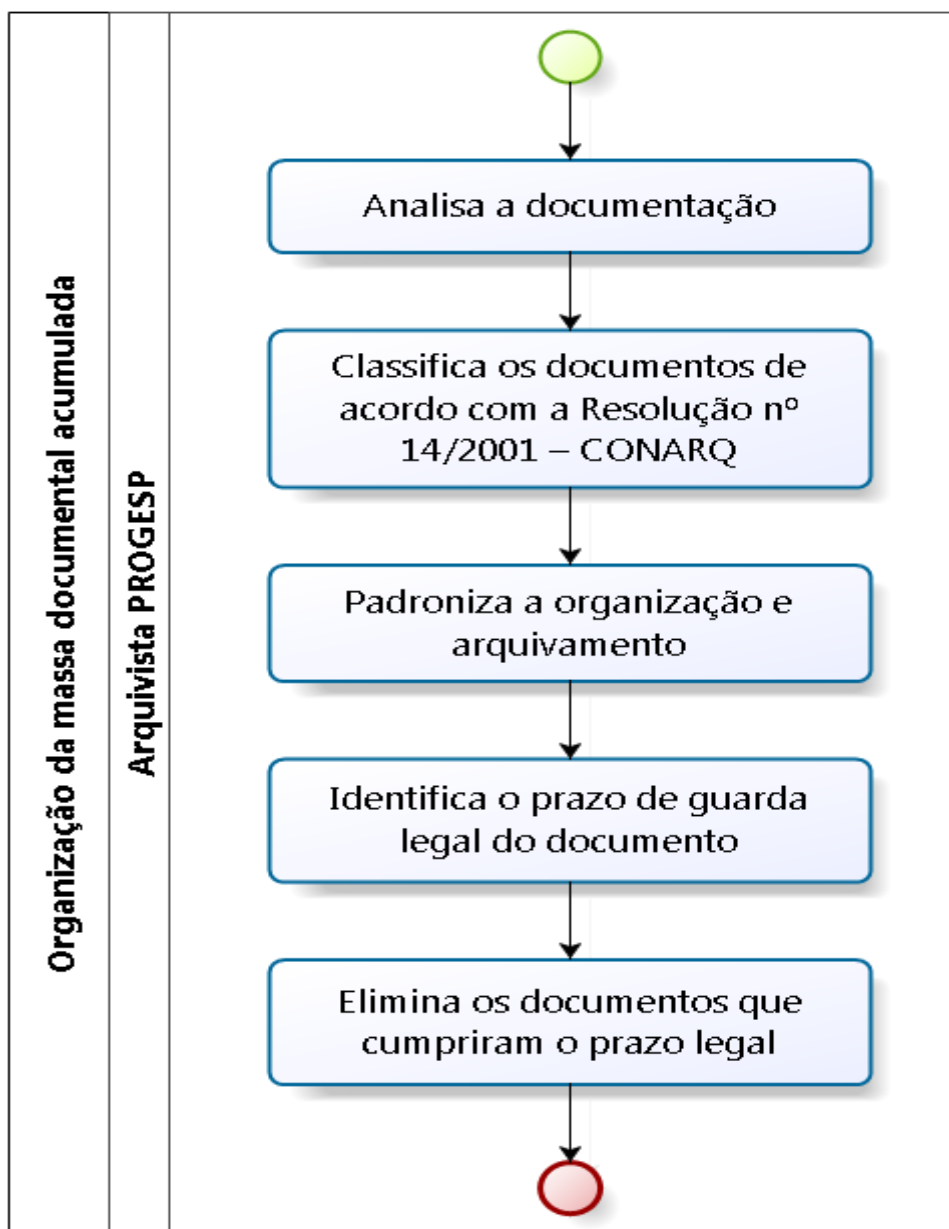 Organização da massa documental acumulada
Arquivista PROGESP
Analisa a documentação
Classifica os documentos de
acordo com a Resolução nº
14/2001 – CONARQ
Padroniza a organização e
arquivamento
Identifica o prazo de guarda
legal do documento
Elimina os documentos que
cumpriram o prazo legal